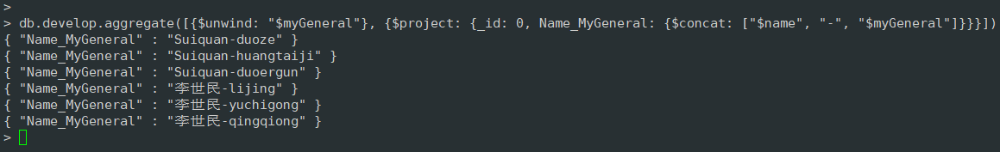 >
> db.develop.aggregate([{$unwind: "$myGeneral"}, {$project: {_id: 0, Name_MyGeneral: {$concat: ["$name", "-", "$myGeneral"]}}}])
{ "Name_MyGeneral" : "Suiquan-duoze" }
{ "Name_MyGeneral" : "Suiquan-huangtaiji" }
{ "Name_MyGeneral" : "Suiquan-duoergun" }
{ "Name_MyGeneral" : "李世民-lijing" }
{ "Name_MyGeneral" : "李世民-yuchigong" }
{ "Name_MyGeneral" : "李世民-qingqiong" }
>